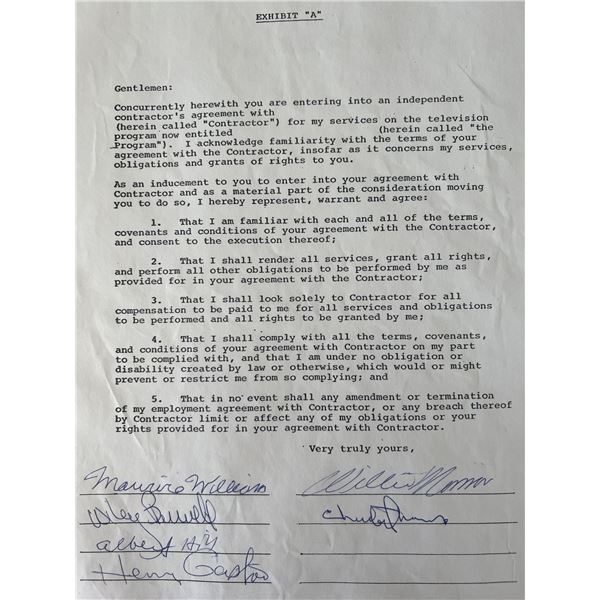 EXHIBIT "A"
Gentlemen:
Concurrently herewith you are entering into an independent
contractor's agreement with
(herein called "Contractor") for my services on the television
program now entitled (herein called "the
Program"). I acknowledge familiarity with the terms of your
agreement with the Contractor, insofar as it concerns my services,
obligations and grants of rights to you.
As an inducement to you to enter into your agreement with
Contractor and as a material part of the consideration moving
you to do so, I hereby represent, warrant and agree:
1. That I am familiar with each and all of the terms,
covenants and conditions of your agreement with the Contractor,
and consent to the execution thereof;
2. That I shall render all services, grant all rights,
and perform all other obligations to be performed by me as
provided for in your agreement with the Contractor;
3. That I shall look solely to Contractor for all
compensation to be paid to me for all services and obligations
to be performed and all rights to be granted by me;
4. That I shall comply with all the terms, covenants,
and conditions of your agreement with Contractor on my part
to be complied with, and that I am under no obligation or
disability created by law or otherwise, which would or might
prevent or restrict me from so complying; and
5. That in no event shall any amendment or termination
of my employment agreement with Contractor, or any breach thereof
by Contractor limit or affect any of my obligations or your
rights provided for in your agreement with Contractor.
Very truly yours,
Maurice Williams Willie
albert Hill
Henry Gaston